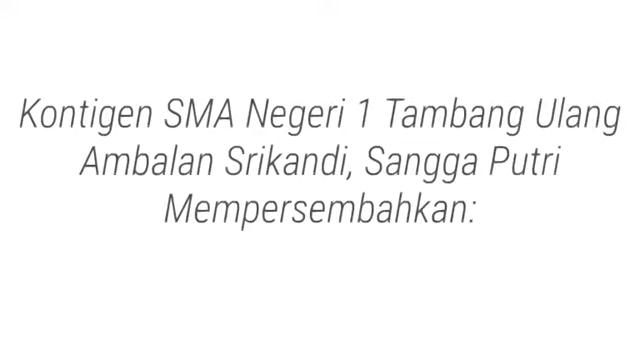 Kontigen SMA Negeri 1 Tambang Ulang
Ambalan Srikandi, Sangga Putri
Mempersembahkan: